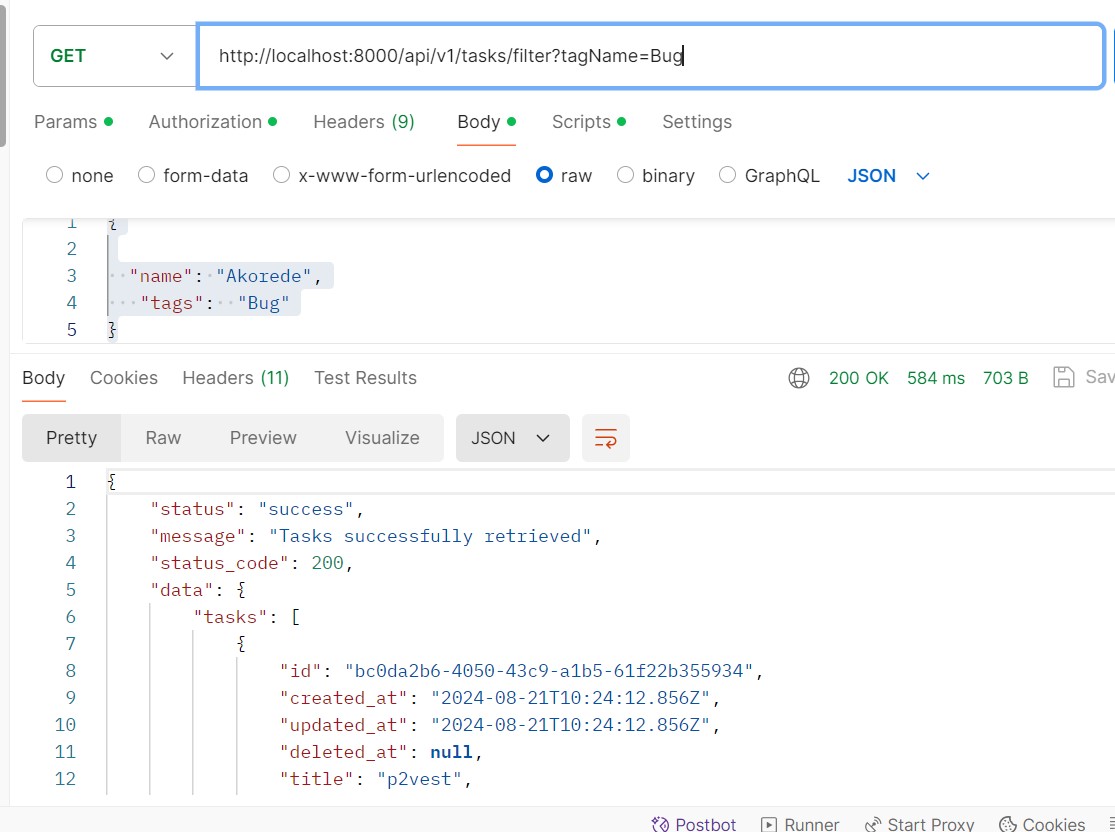 GET http://localhost:8000/api/v1/tasks/filter?tagName=Bug
Params Authorization Headers (9) Body Scripts Settings
none form-data x-www-form-urlencoded raw binary GraphQL JSON
1 {
2
3 "name": "Akorede",
4 "tags": "Bug"
5 }
Body Cookies Headers (11) Test Results 200 OK 584 ms 703 B Sav
Pretty Raw Preview Visualize JSON
1 {
2 "status": "success",
3 "message": "Tasks successfully retrieved",
4 "status_code": 200,
5 "data": {
6 "tasks": [
7 {
8 "id": "bc0da2b6-4050-43c9-a1b5-61f22b355934",
9 "created_at": "2024-08-21T10:24:12.856Z",
10 "updated_at": "2024-08-21T10:24:12.856Z",
11 "deleted_at": null,
12 "title": "p2vest",
Postbot Runner Start Proxy Cookies